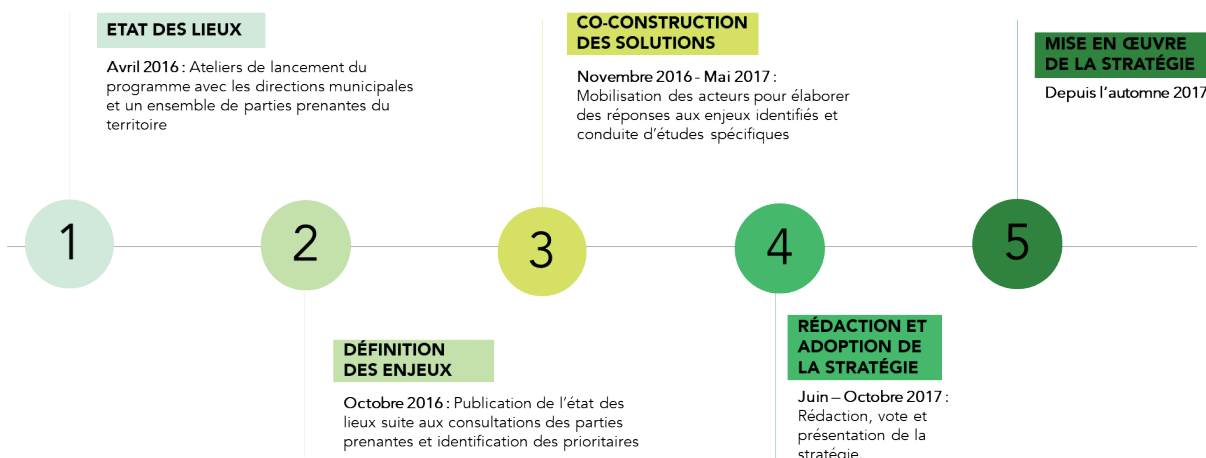 ETAT DES LIEUX
Avril 2016 : Ateliers de lancement du
programme avec les directions municipales
et un ensemble de parties prenantes du
territoire
CO-CONSTRUCTION
DES SOLUTIONS
Novembre 2016 - Mai 2017 :
Mobilisation des acteurs pour élaborer
des réponses aux enjeux identifiés et
conduite d'études spécifiques
MISE EN ŒUVRE
DE LA STRATÉGIE
Depuis l'automne 2017
1
2
3
4
5
DÉFINITION
DES ENJEUX
Octobre 2016 : Publication de l'état des
lieux suite aux consultations des parties
prenantes et identification des prioritaires
RÉDACTION ET
ADOPTION DE
LA STRATÉGIE
Juin – Octobre 2017 :
Rédaction, vote et
présentation de la
stratégie.